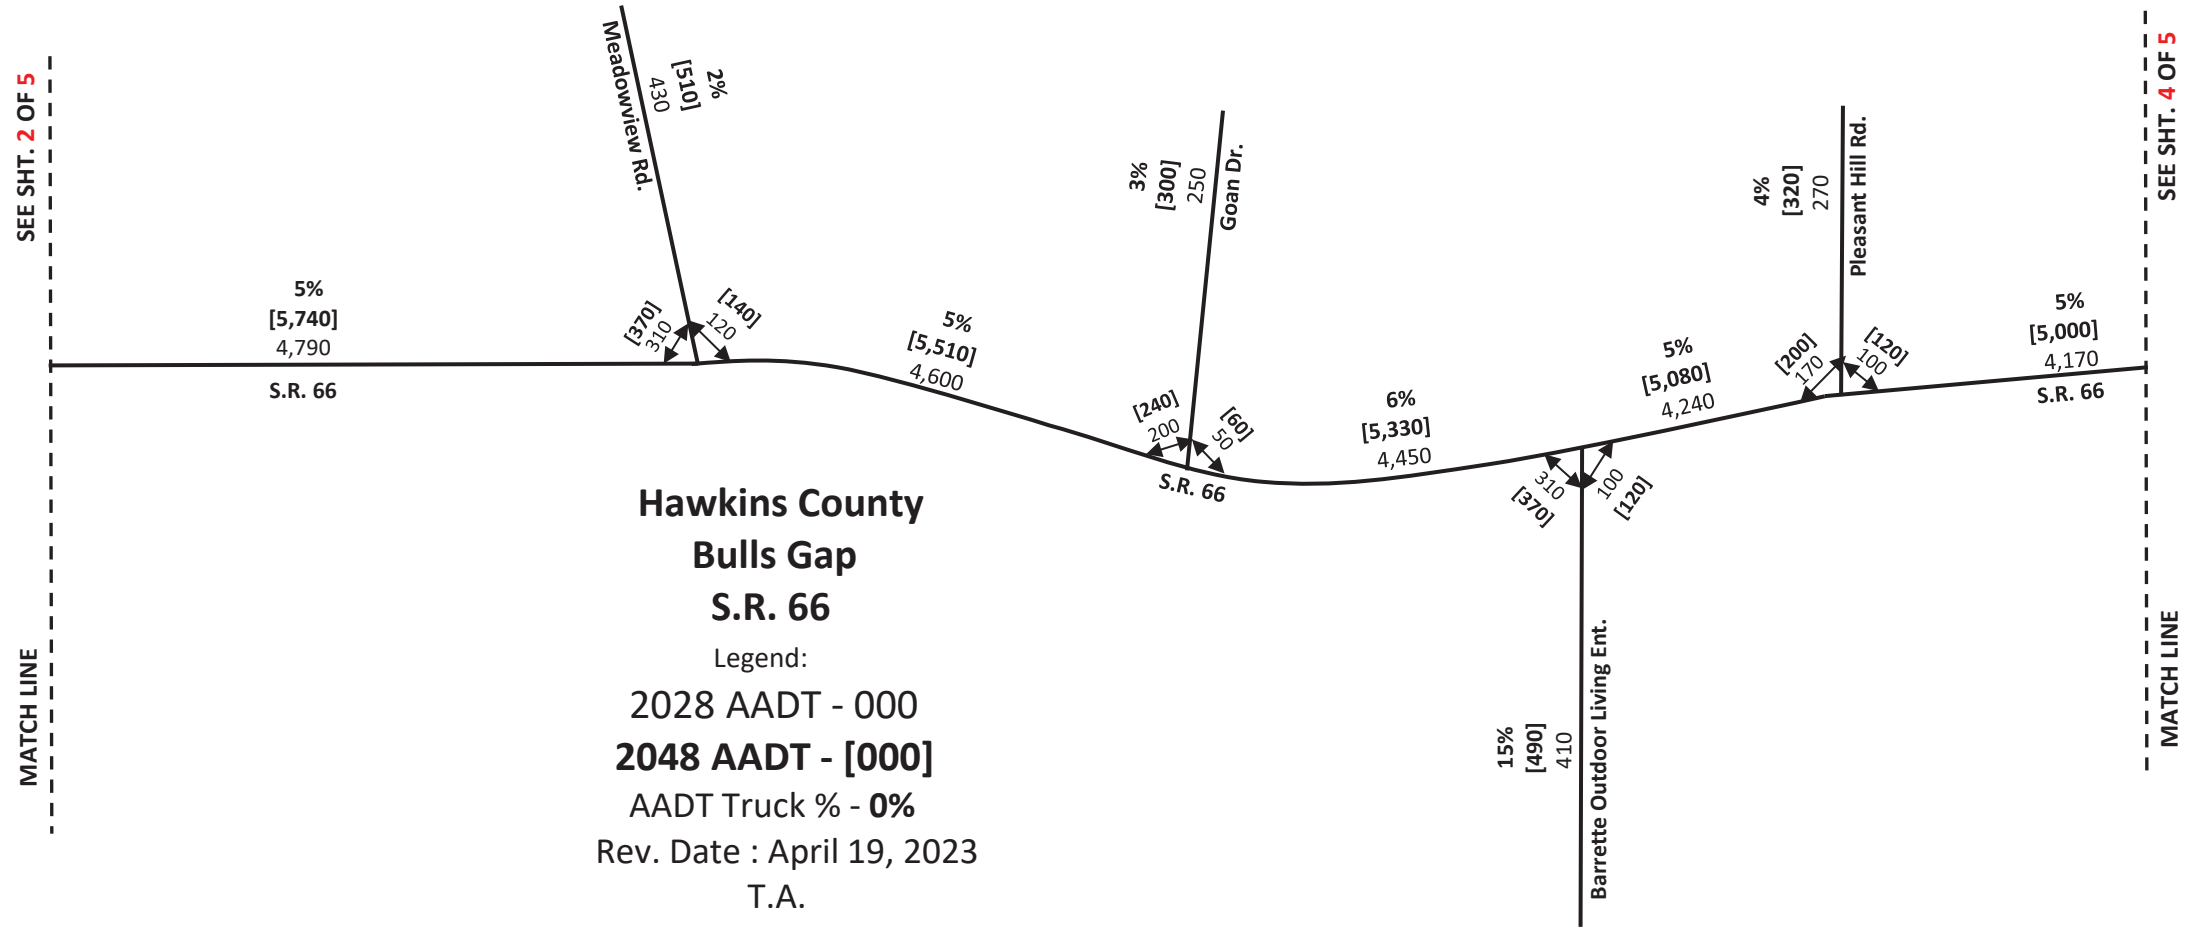 SEE SHT. 2 OF 5
MATCH LINE
5%
[5,740]
4,790
S.R. 66
Meadowview Rd.
2%
[510]
430
[370]
310
[140]
120
5%
[5,510]
4,600
3%
[300]
250
Goan Dr.
[240]
200
[60]
50
S.R. 66
6%
[5,330]
4,450
310
[370]
100
[120]
15%
[490]
410
Barrette Outdoor Living Ent.
5%
[5,080]
4,240
4%
[320]
270
Pleasant Hill Rd.
[200]
170
[120]
100
5%
[5,000]
4,170
S.R. 66
SEE SHT. 4 OF 5
MATCH LINE
Hawkins County
Bulls Gap
S.R. 66
Legend:
2028 AADT - 000
2048 AADT - [000]
AADT Truck % - 0%
Rev. Date : April 19, 2023
T.A.